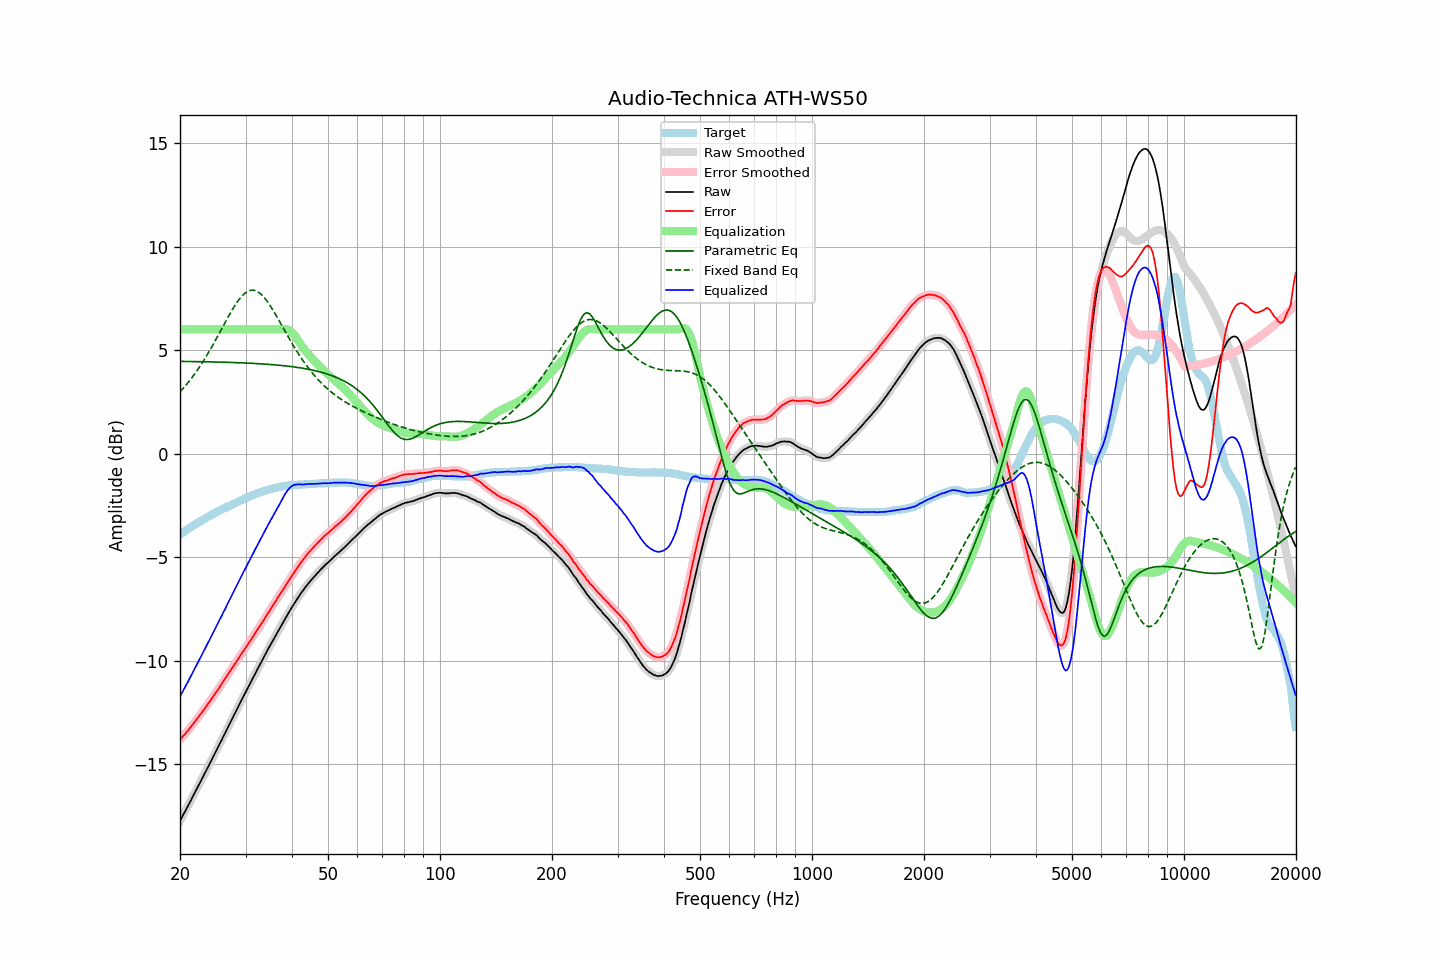 Audio-Technica ATH-WS50
Target
Raw Smoothed
Error Smoothed
Raw
Error
Equalization
Parametric Eq
Fixed Band Eq
Equalized
Amplitude (dBr)
15
10
5
0
−5
−10
−15
20 50 100 200 500 1000 2000 5000 10000 20000
Frequency (Hz)